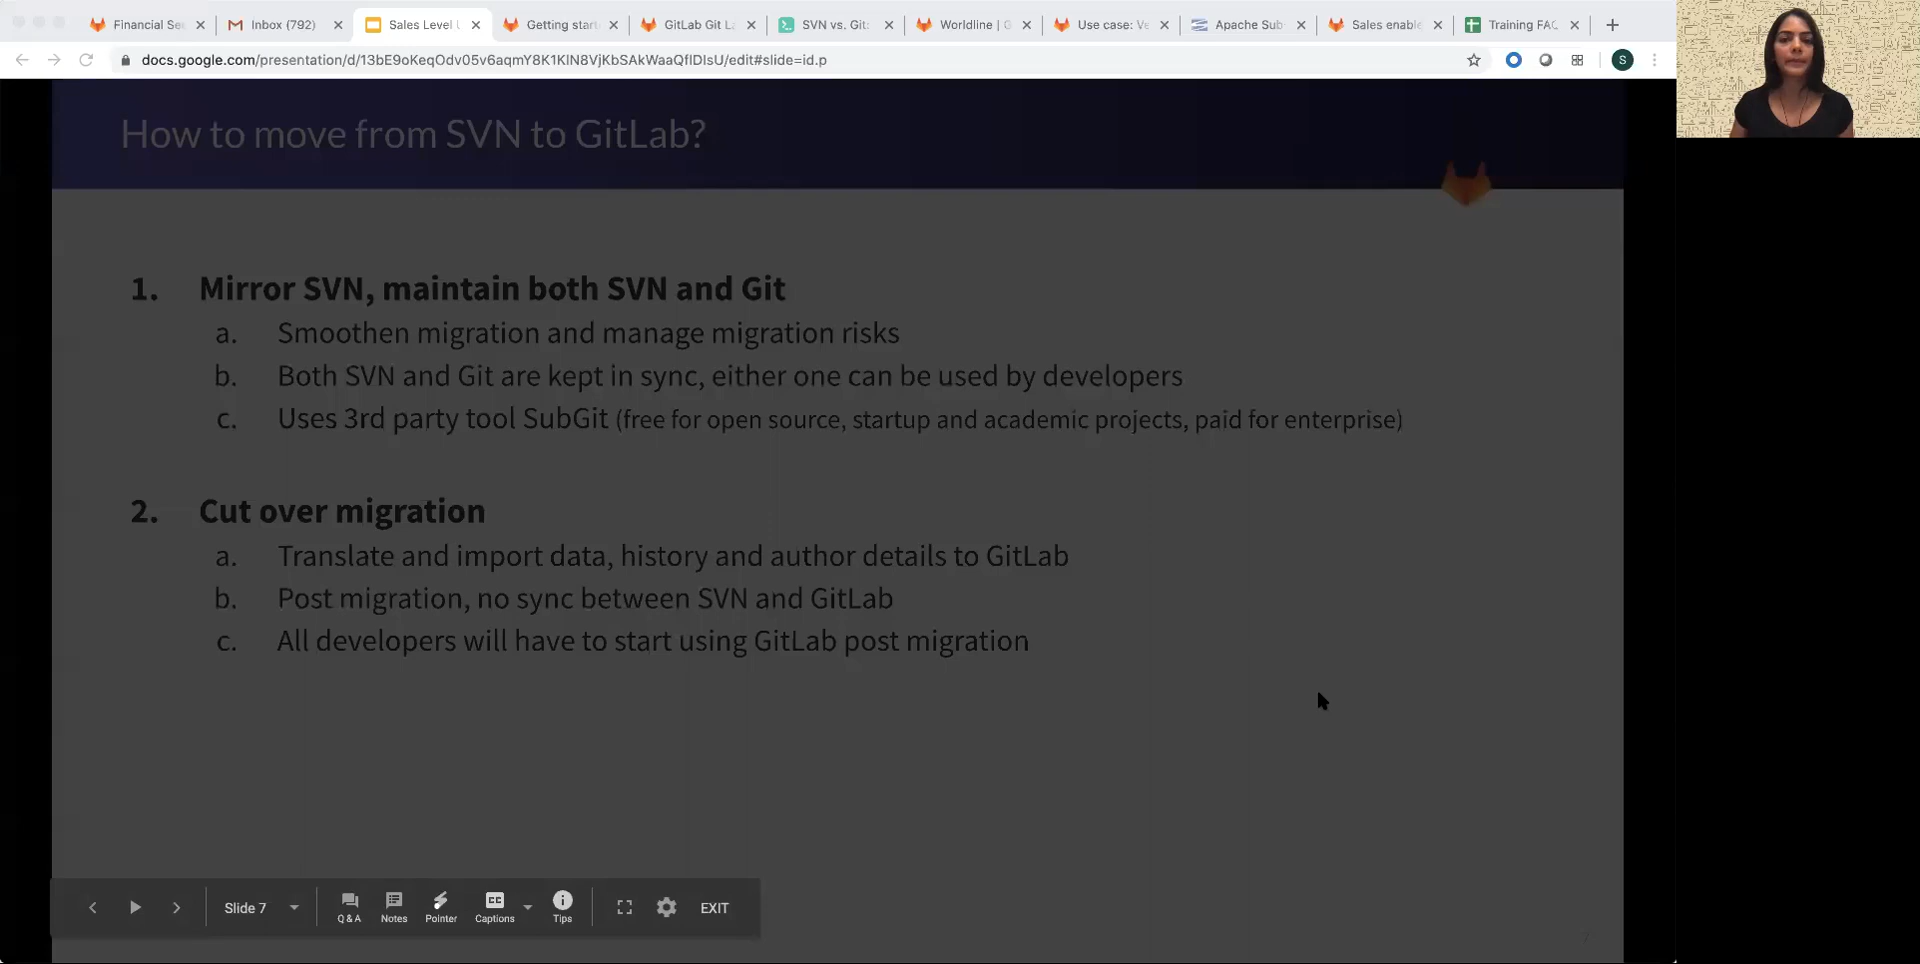 Financial Se
Inbox (792)
Sales Level
Getting start
GitLab Git La
SVN vs. Git:
Worldline | G
Use case: Ve
Apache Sub
Sales enable
Training FAQ
docs.google.com/presentation/d/13bE9oKeqOdv05v6aqmY8K1KlN8VjKbSAkWaaQflDIsU/edit#slide=id.p
S
How to move from SVN to GitLab?
1. Mirror SVN, maintain both SVN and Git
a. Smoothen migration and manage migration risks
b. Both SVN and Git are kept in sync, either one can be used by developers
c. Uses 3rd party tool SubGit (free for open source, startup and academic projects, paid for enterprise)
2. Cut over migration
a. Translate and import data, history and author details to GitLab
b. Post migration, no sync between SVN and GitLab
c. All developers will have to start using GitLab post migration
Slide 7
Q & A
Notes
Pointer
CC
Captions
Tips
EXIT